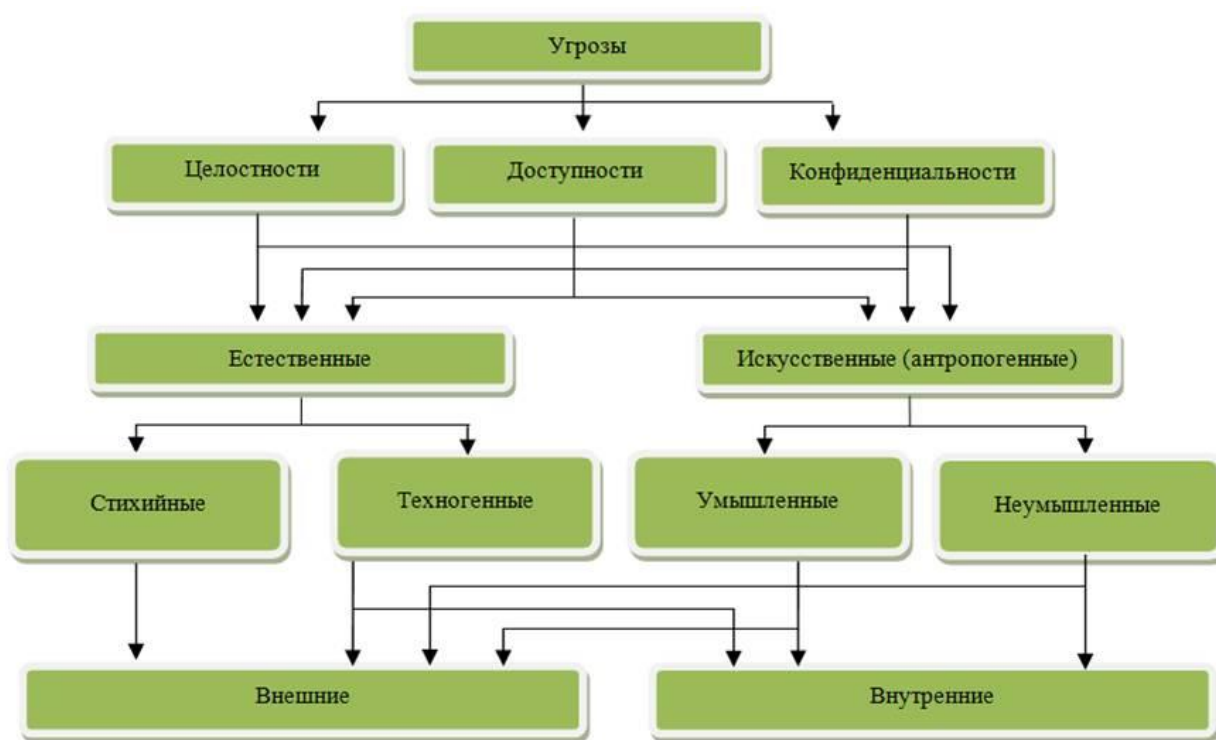 Угрозы
Целостности
Доступности
Конфиденциальности
Естественные
Искусственные (антропогенные)
Стихийные
Техногенные
Умышленные
Неумышленные
Внешние
Внутренние